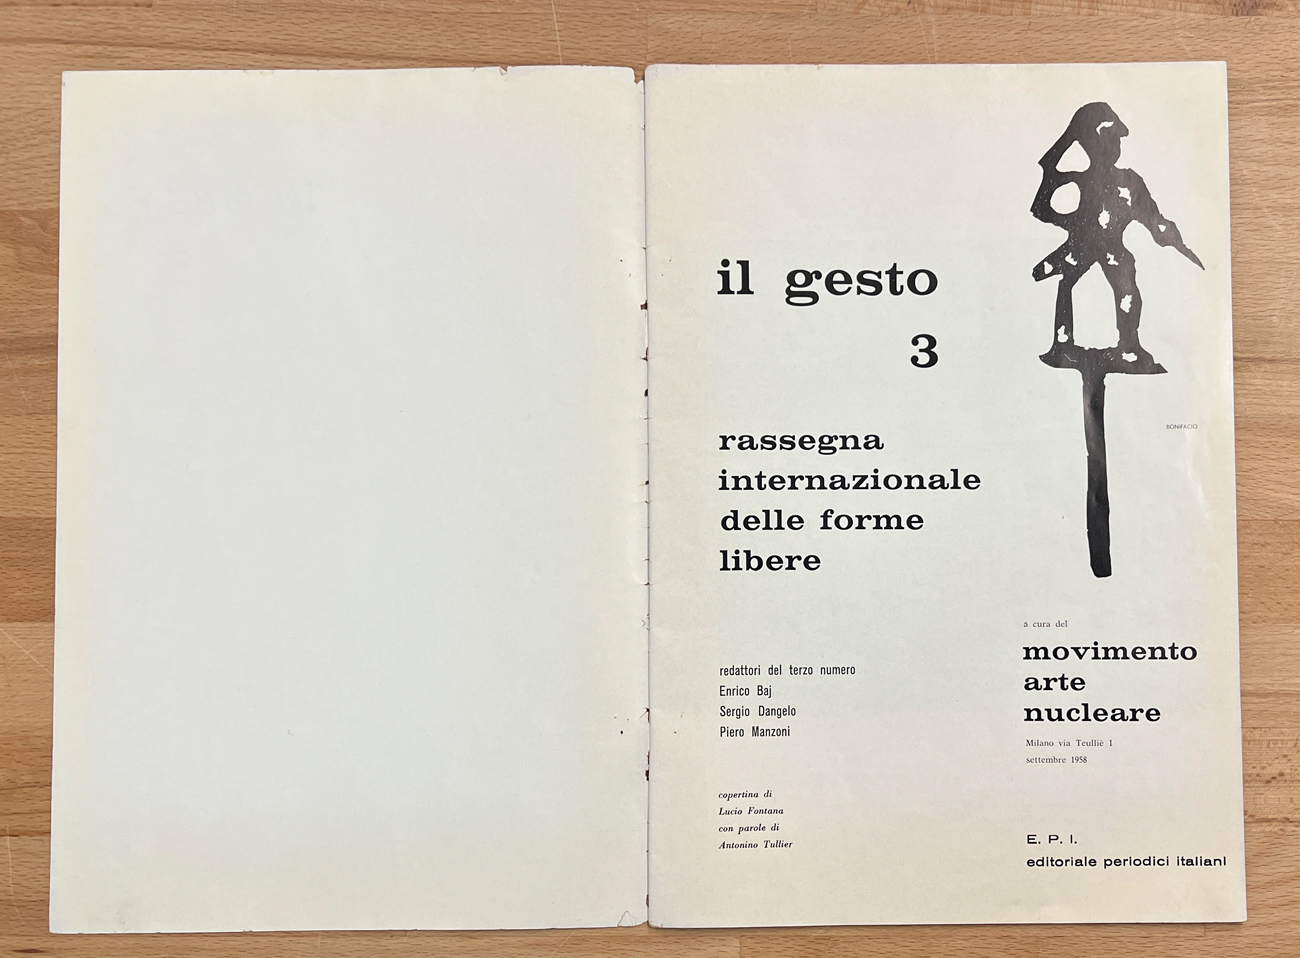 il gesto
3
rassegna
internazionale
delle forme
libere
redattori del terzo numero
Enrico Baj
Sergio Dangelo
Piero Manzoni
copertina di
Lucio Fontana
con parole di
Antonino Tullier
BONIFACIO
a cura del
movimento
arte
nucleare
Milano via Teulliè 1
settembre 1958
E. P. I.
editoriale periodici italiani